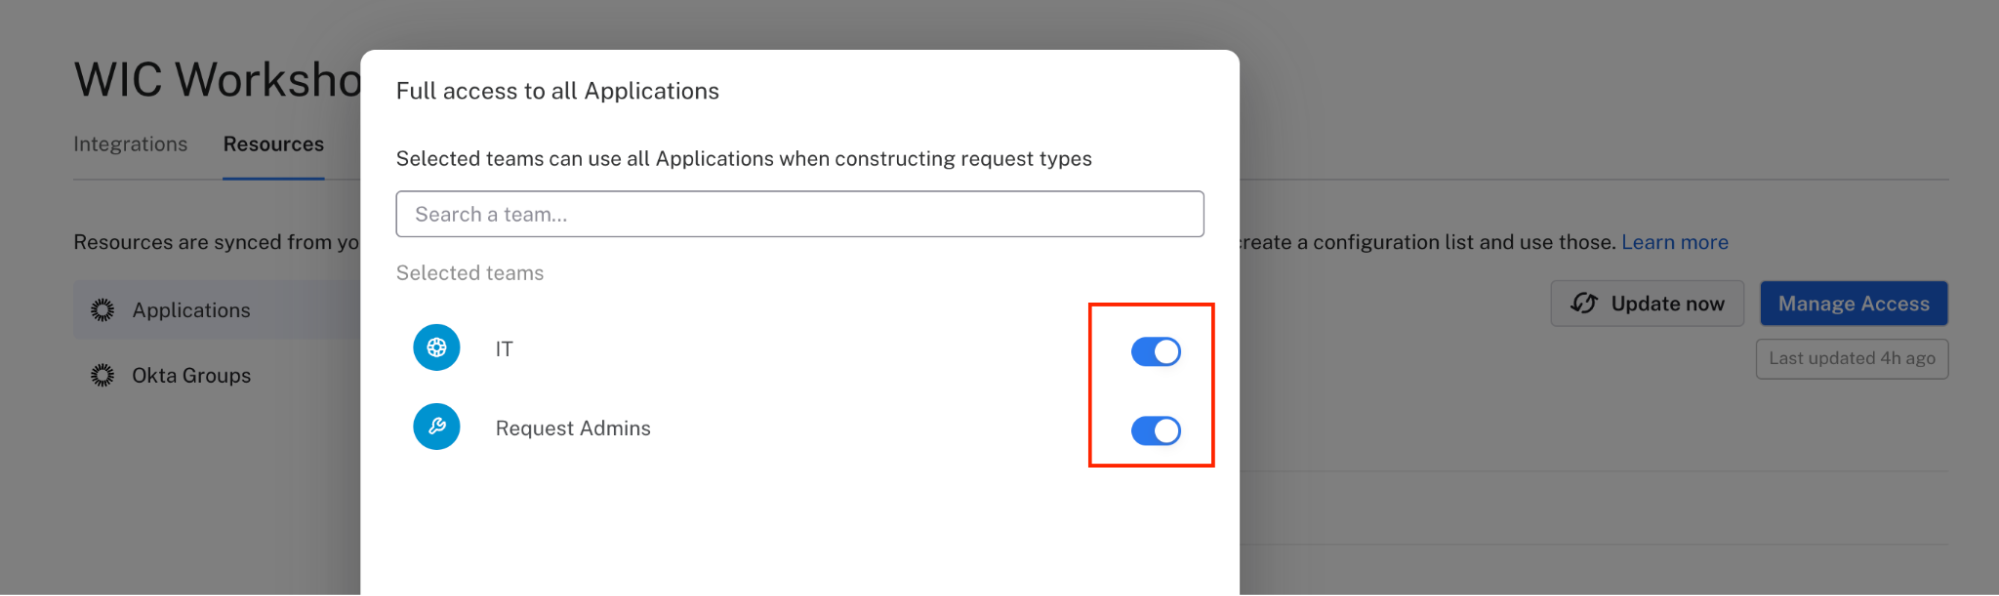 WIC Worksho
Integrations Resources
Resources are synced from yo
create a configuration list and use those. Learn more
Applications
Okta Groups
Update now
Manage Access
Last updated 4h ago
Full access to all Applications
Selected teams can use all Applications when constructing request types
Search a team...
Selected teams
IT
Request Admins